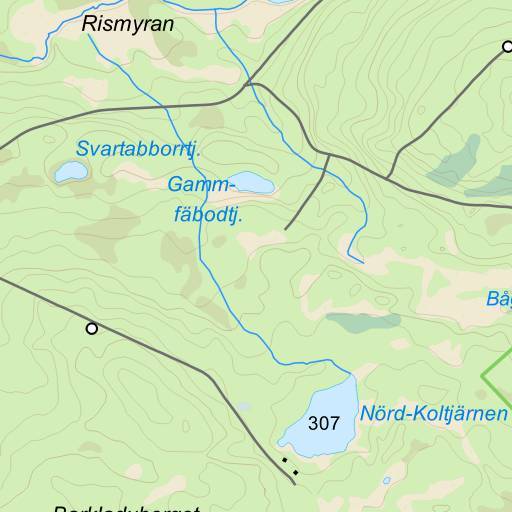 Rismyran
Svartabborrtj.
Gamm-
fäbodtj.
Nörd-Koltjärnen
307